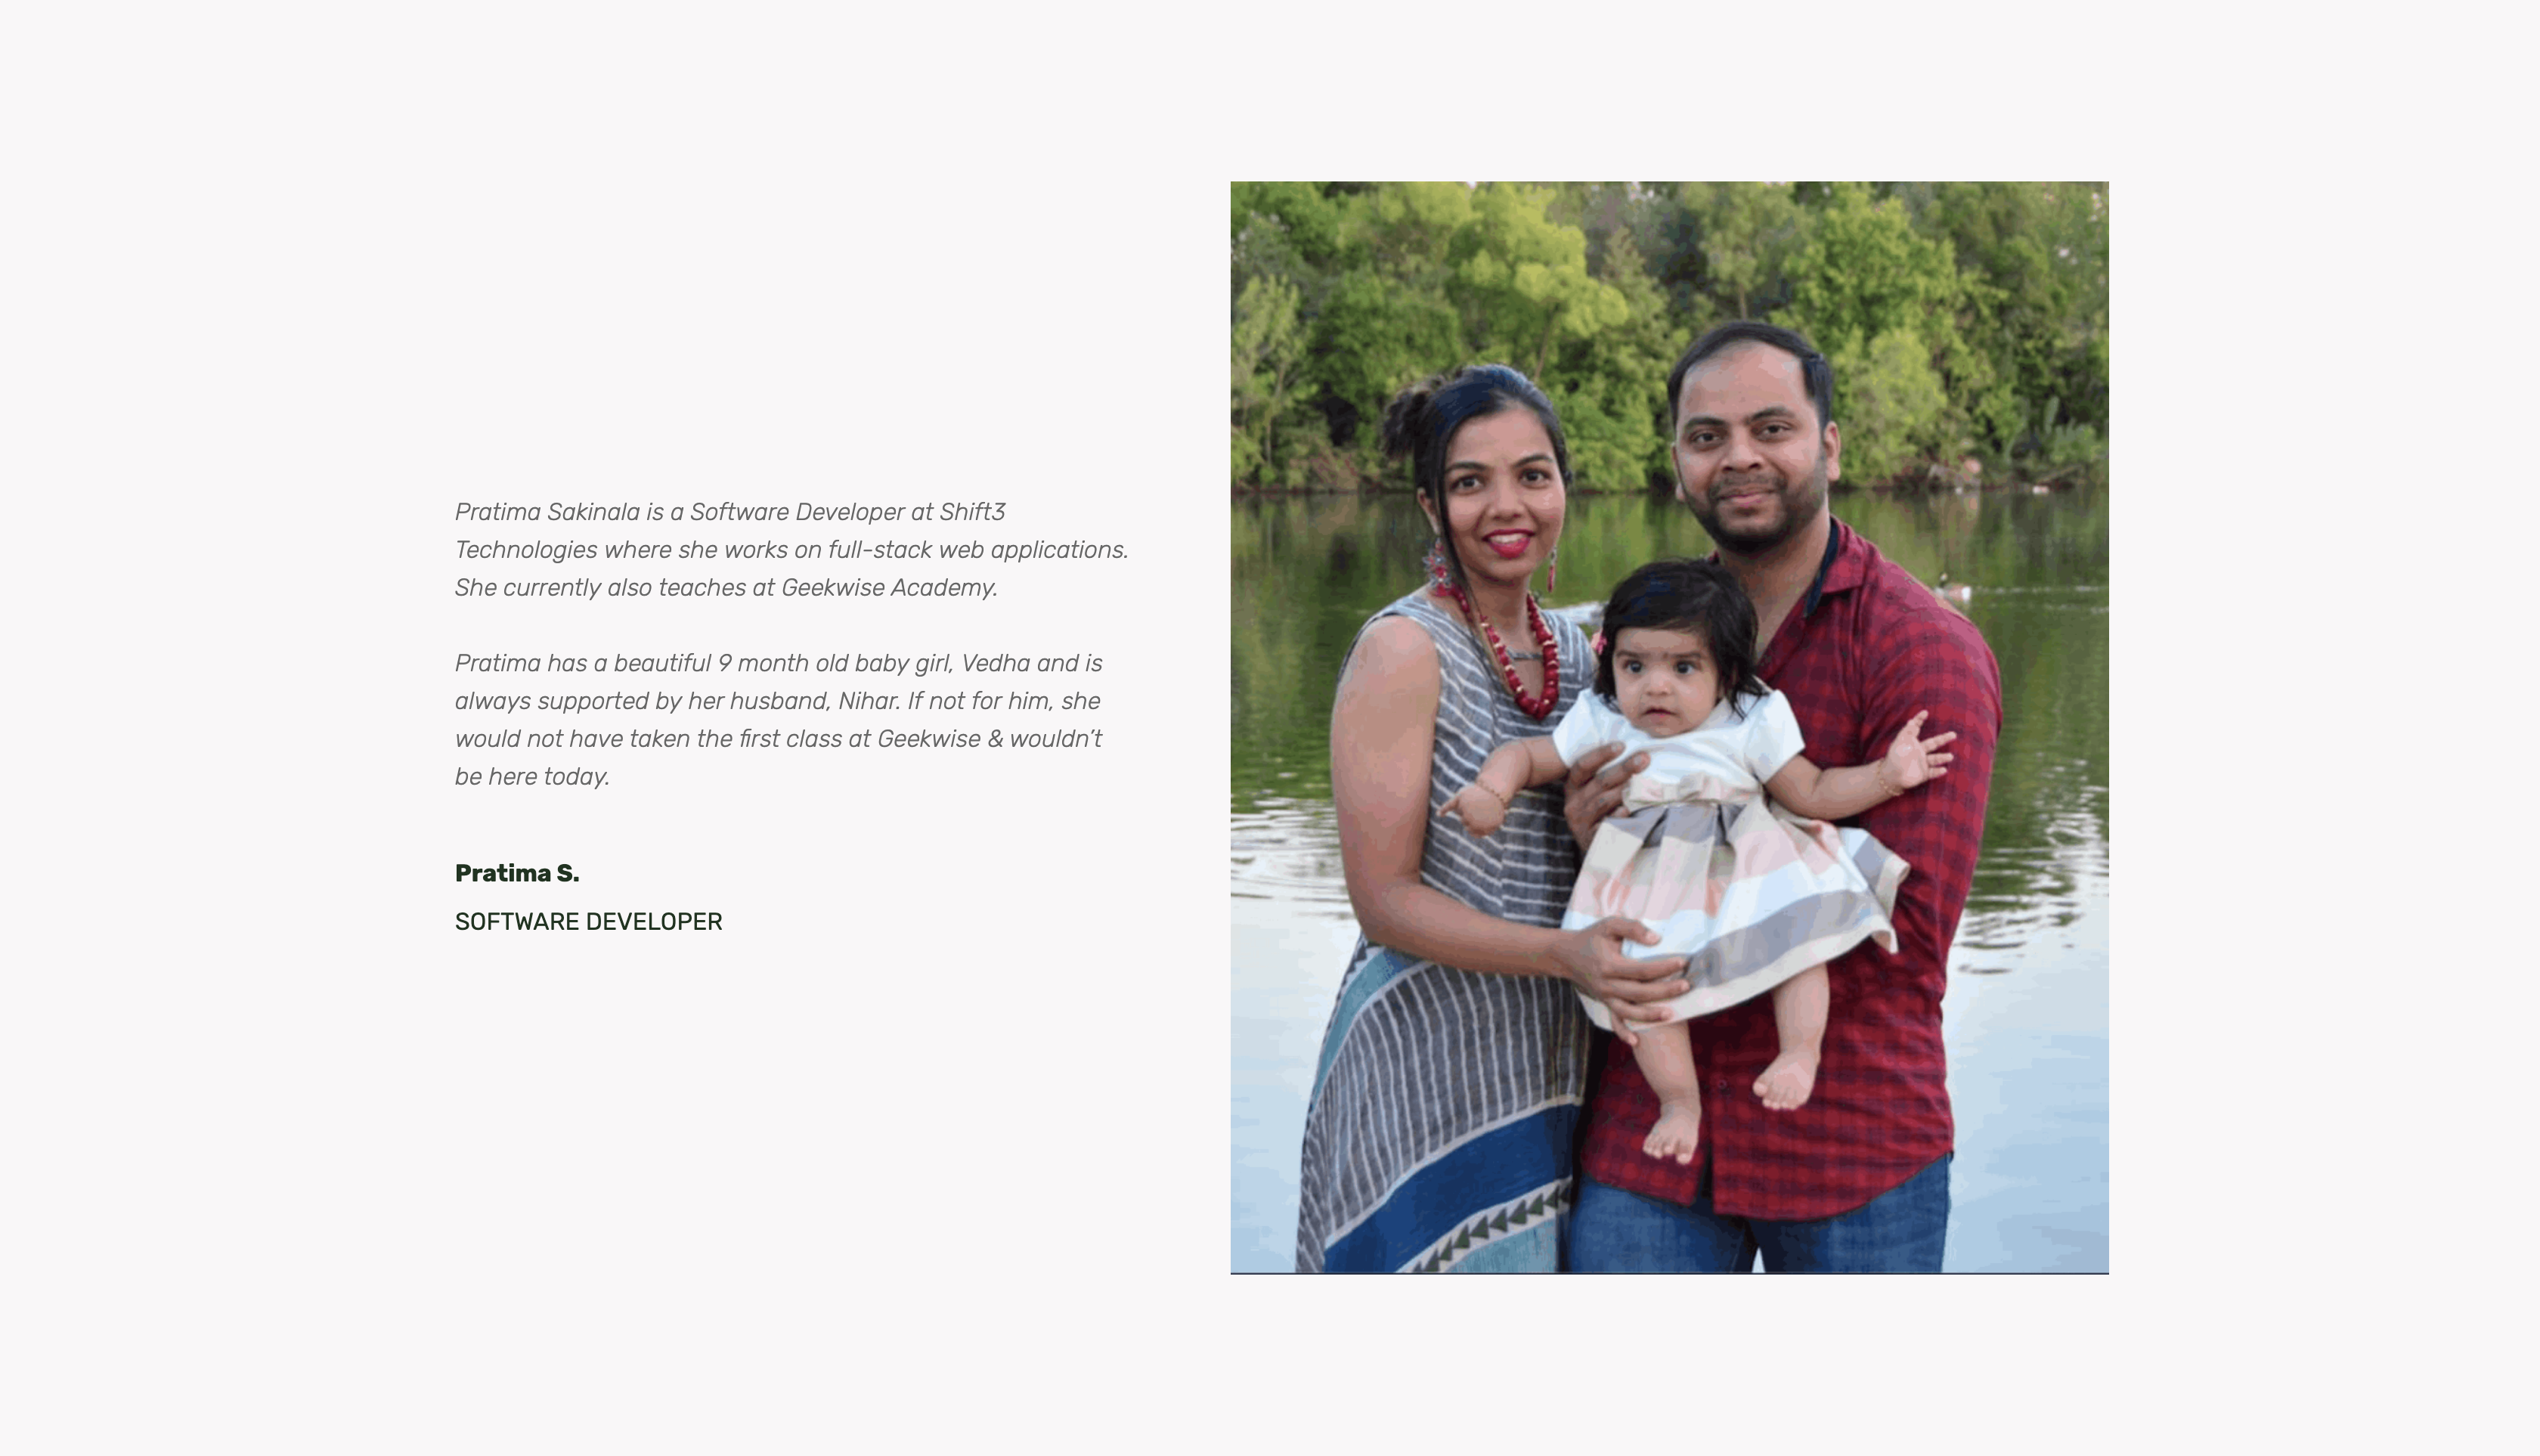 Pratima Sakinala is a Software Developer at Shift3
Technologies where she works on full-stack web applications.
She currently also teaches at Geekwise Academy.
Pratima has a beautiful 9 month old baby girl, Vedha and is
always supported by her husband, Nihar. If not for him, she
would not have taken the first class at Geekwise & wouldn’t
be here today.
Pratima S.
SOFTWARE DEVELOPER